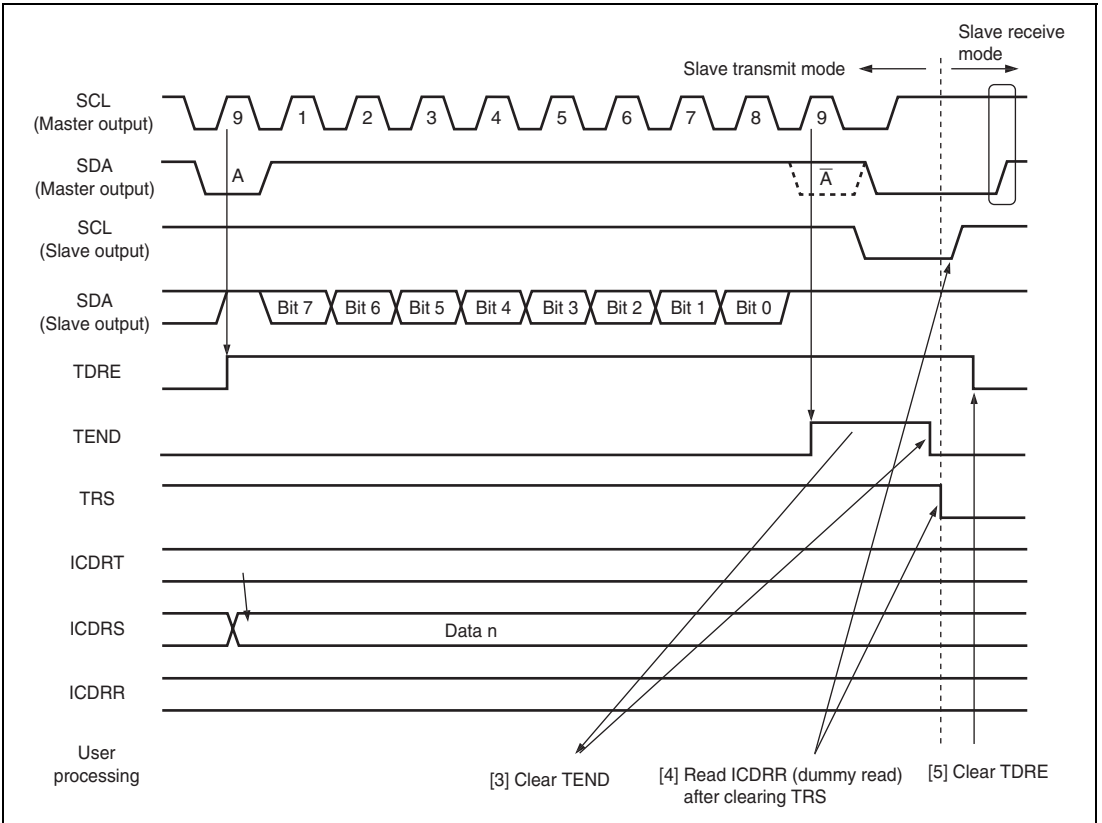 Slave receive
mode
Slave transmit mode
SCL
(Master output)
9 1 2 3 4 5 6 7 8 9
SDA
(Master output)
A A̅
SCL
(Slave output)
SDA
(Slave output)
Bit 7 Bit 6 Bit 5 Bit 4 Bit 3 Bit 2 Bit 1 Bit 0
TDRE
TEND
TRS
ICDRT
ICDRS
Data n
ICDRR
User
processing
[3] Clear TEND
[4] Read ICDRR (dummy read)
after clearing TRS
[5] Clear TDRE